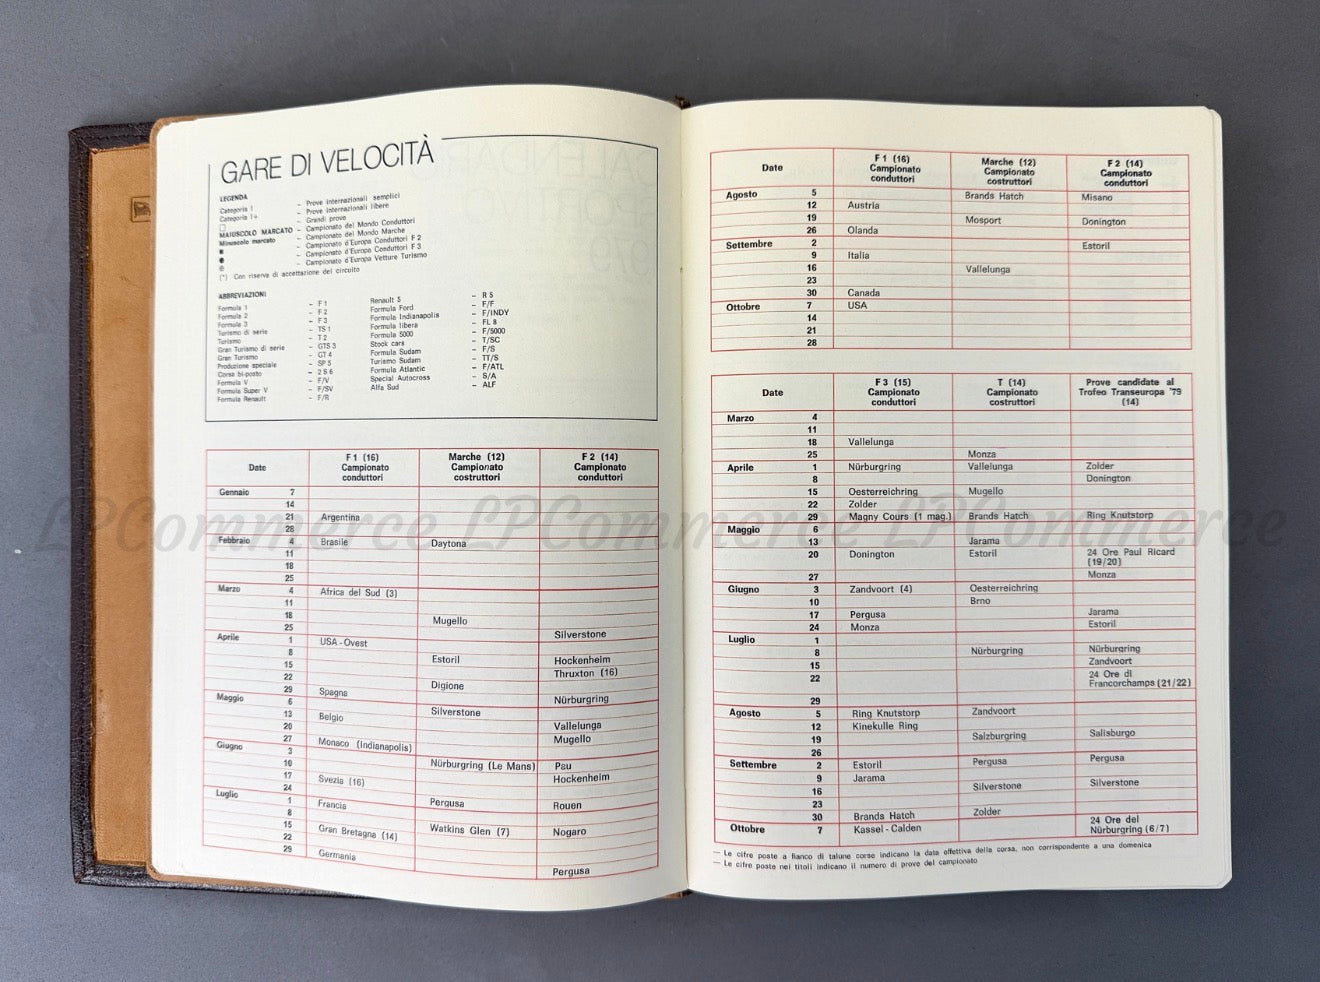 GARE DI VELOCITÀ
LEGENDA
Categoria I – Prove internazionali semplici
Categoria I+ – Prove internazionali libere
□ – Grandi prove
MAIUSCOLO MARCATO – Campionato del Mondo Conduttori
Minuscolo marcato – Campionato del Mondo Marche
– Campionato d'Europa Conduttori F 2
– Campionato d'Europa Conduttori F 3
– Campionato d'Europa Vetture Turismo
(*) Con riserva di accettazione del circuito
ABBREVIAZIONI
Formula 1 – F 1 Renault 5 – R 5
Formula 2 – F 2 Formula Ford – F/F
Formula 3 – F 3 Formula Indianapolis – F/INDY
Turismo di serie – TS 1 Formula libera – FL 8
Turismo – T 2 Formula 5000 – F/5000
Gran Turismo di serie – GTS 3 Stock cars – T/SC
Gran Turismo – GT 4 Formula Sudam – F/S
Produzione speciale – SP 5 Turismo Sudam – TT/S
Corsa bi-posto – 2 S 6 Formula Atlantic – F/ATL
Formula V – F/V Special Autocross – S/A
Formula Super V – F/SV Alfa Sud – ALF
Formula Renault – F/R
Date F 1 (16) Campionato conduttori Marche (12) Campionato costruttori F 2 (14) Campionato conduttori
Gennaio 7
14
21 Argentina
28
Febbraio 4 Brasile Daytona
11
18
25
Marzo 4 Africa del Sud (3)
11
18 Mugello
25
Aprile 1 USA - Ovest Silverstone
8 Estoril Hockenheim
15 Thruxton (16)
22 Digione
29 Spagna Nürburgring
Maggio 6 Silverstone
13 Belgio Vallelunga
20 Mugello
27 Monaco (Indianapolis)
Giugno 3 Nürburgring (Le Mans) Pau
10 Hockenheim
17 Svezia (16)
24
Luglio 1 Francia Pergusa Rouen
8
15 Gran Bretagna (14) Watkins Glen (7) Nogaro
22
29 Germania Pergusa
Date F 1 (16) Campionato conduttori Marche (12) Campionato costruttori F 2 (14) Campionato conduttori
Agosto 5 Brands Hatch Misano
12 Austria
19 Mosport Donington
26 Olanda
Settembre 2 Estoril
9 Italia
16 Vallelunga
23
30 Canada
Ottobre 7 USA
14
21
28
Date F 3 (15) Campionato conduttori T (14) Campionato costruttori Prove candidate al Trofeo Transeuropa '79 (14)
Marzo 4
11
18 Vallelunga
25 Monza
Aprile 1 Nürburgring Vallelunga Zolder
8 Donington
15 Oesterreichring Mugello
22 Zolder
29 Magny Cours (1 mag.) Brands Hatch Ring Knutstorp
Maggio 6
13 Jarama
20 Donington Estoril 24 Ore Paul Ricard (19/20)
27 Monza
Giugno 3 Zandvoort (4) Oesterreichring
10 Brno
17 Pergusa Jarama
24 Monza Estoril
Luglio 1
8 Nürburgring Nürburgring
15 Zandvoort
22 24 Ore di Francorchamps (21/22)
29
Agosto 5 Ring Knutstorp Zandvoort
12 Kinekulle Ring
19 Salzburgring Salisburgo
26
Settembre 2 Estoril Pergusa Pergusa
9 Jarama
16 Silverstone Silverstone
23
30 Brands Hatch Zolder
Ottobre 7 Kassel - Calden 24 Ore del Nürburgring (6/7)
— Le cifre poste a fianco di talune corse indicano la data effettiva della corsa, non corrispondente a una domenica
— Le cifre poste nei titoli indicano il numero di prove del campionato
LPCommerce LPCommerce LPCommerce